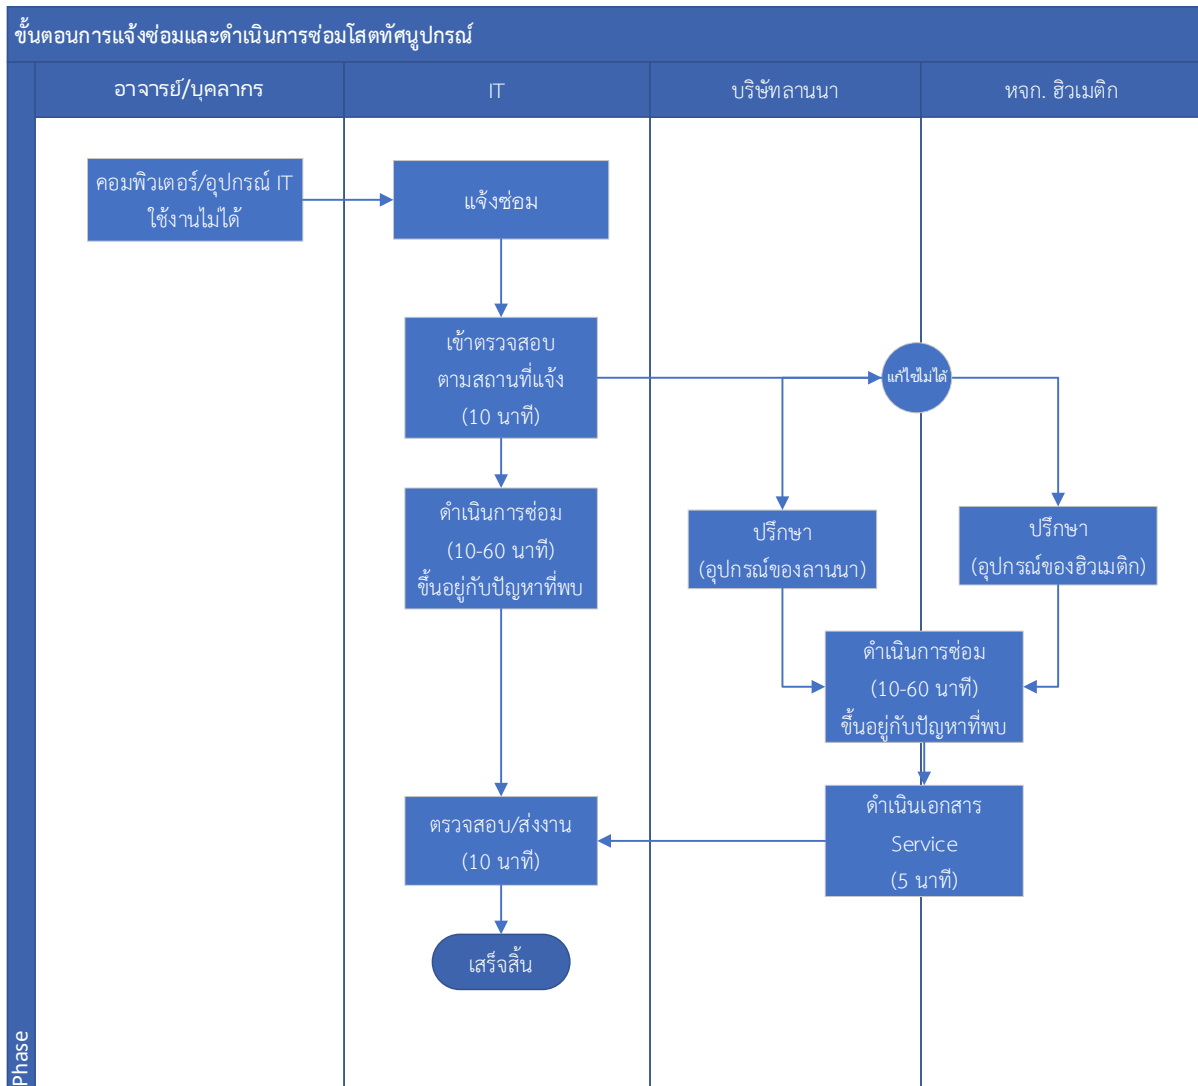 ขั้นตอนการแจ้งซ่อมและดำเนินการซ่อมโสตทัศนูปกรณ์
อาจารย์/บุคลากร
IT
บริษัทลานนา
หจก. ฮิวเมติก
คอมพิวเตอร์/อุปกรณ์ IT
ใช้งานไม่ได้
แจ้งซ่อม
เข้าตรวจสอบ
ตามสถานที่แจ้ง
(10 นาที)
แก้ไขไม่ได้
ดำเนินการซ่อม
(10-60 นาที)
ขึ้นอยู่กับปัญหาที่พบ
ปรึกษา
(อุปกรณ์ของลานนา)
ปรึกษา
(อุปกรณ์ของฮิวเมติก)
ดำเนินการซ่อม
(10-60 นาที)
ขึ้นอยู่กับปัญหาที่พบ
ดำเนินเอกสาร
Service
(5 นาที)
ตรวจสอบ/ส่งงาน
(10 นาที)
เสร็จสิ้น
Phase